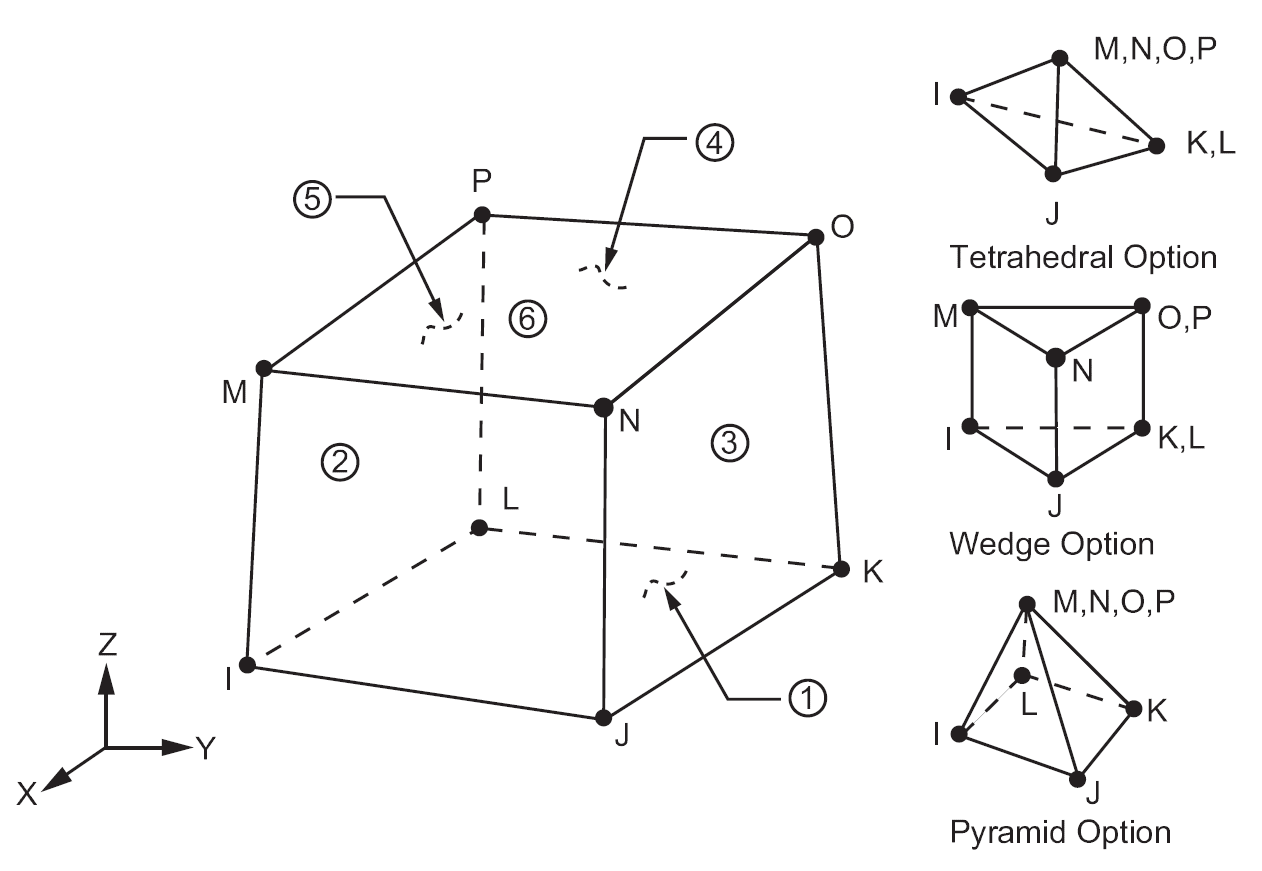 M,N,O,P
I
K,L
J
Tetrahedral Option
④
P
⑤
O
⑥
M
N
②
③
L
K
I
J
①
Z
Y
X
M
O,P
N
I
K,L
J
Wedge Option
M,N,O,P
L
K
I
J
Pyramid Option